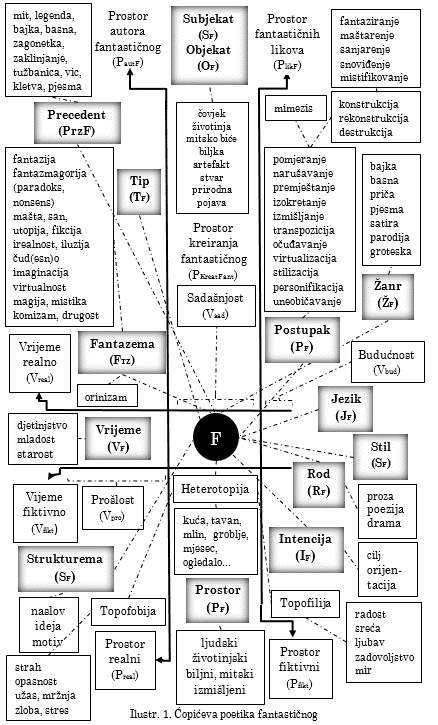 mit, legenda,
bajka, basna,
zagonetka,
zaklinjanje,
tužbanica, vic,
kletva, pjesma
Prostor
autora
fantastičnog
(PautF)
Subjekat
(SF)
Objekat
(OF)
Prostor
fantastičnih
likova
(PlikF)
fantaziranje
maštarenje
sanjarenje
snoviđenje
mistifikovanje
Precedent
(PrzF)
čovjek
životinja
mitsko biće
biljka
artefakt
stvar
prirodna
pojava
mimezis
konstrukcija
rekonstrukcija
destrukcija
fantazija
fantazmagorija
(paradoks,
nonsens)
mašta, san,
utopija, fikcija
irealnost, iluzija
čud(esn)o
imaginacija
virtualnost
magija, mistika
komizam, drugost
Tip
(TF)
pomjeranje
narušavanje
premještanje
izokretanje
izmišljanje
transpozicija
očuđavanje
virtualizacija
stilizacija
personifikacija
uneobičavanje
bajka
basna
priča
pjesma
satira
parodija
groteska
Prostor
kreiranja
fantastičnog
(PKreatFant)
Sadašnjost
(Vsad)
Žanr
(ŽF)
Postupak
(PF)
Vrijeme
realno
(Vreal)
Fantazema
(FTZ)
Budućnost
(Vbud)
orinizam
Jezik
(JF)
djetinjstvo
mladost
starost
Vrijeme
(VF)
F
Stil
(SF)
Rod
(RF)
Vijeme
fiktivno
(Vfikt)
Prošlost
(Vpro)
Heterotopija
proza
poezija
drama
kuća, tavan,
mlin, groblje,
mjesec,
ogledalo...
Intencija
(IF)
Strukturema
(SF)
cilj
orijen-
tacija
Prostor
(PF)
naslov
ideja
motiv
Topofobija
Topofilija
radost
sreća
ljubav
zadovoljstvo
mir
Prostor
realni
(Preal)
ljudski
životinjski
biljni, mitski
izmišljeni
Prostor
fiktivni
(Pfikt)
strah
opasnost
užas, mržnja
zloba, stres
Ilustr. 1. Ćopićeva poetika fantastičnog